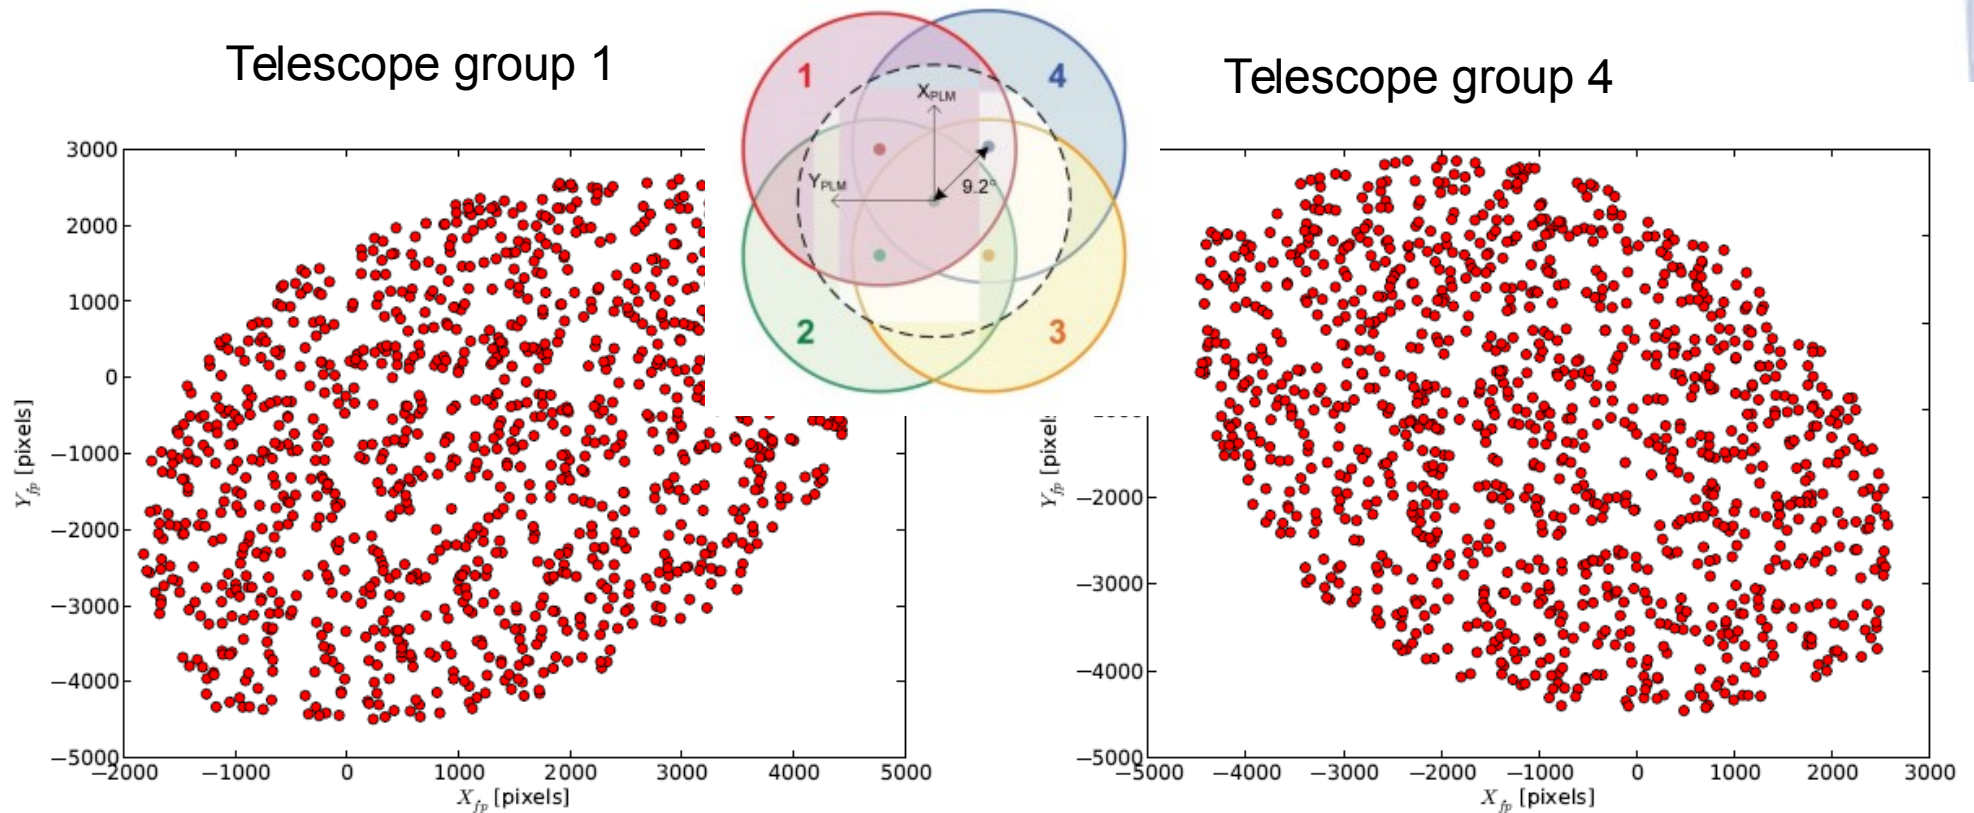 Telescope group 1
Telescope group 4
1
4
X_PLM
Y_PLM
9.2°
2
3
3000
2000
1000
0
−1000
−2000
−3000
−4000
−5000
Y_fp [pixels]
−2000 −1000 0 1000 2000 3000 4000 5000
X_fp [pixels]
−2000
−3000
−4000
−5000
Y_fp [pixels
−5000 −4000 −3000 −2000 −1000 0 1000 2000 3000
X_fp [pixels]